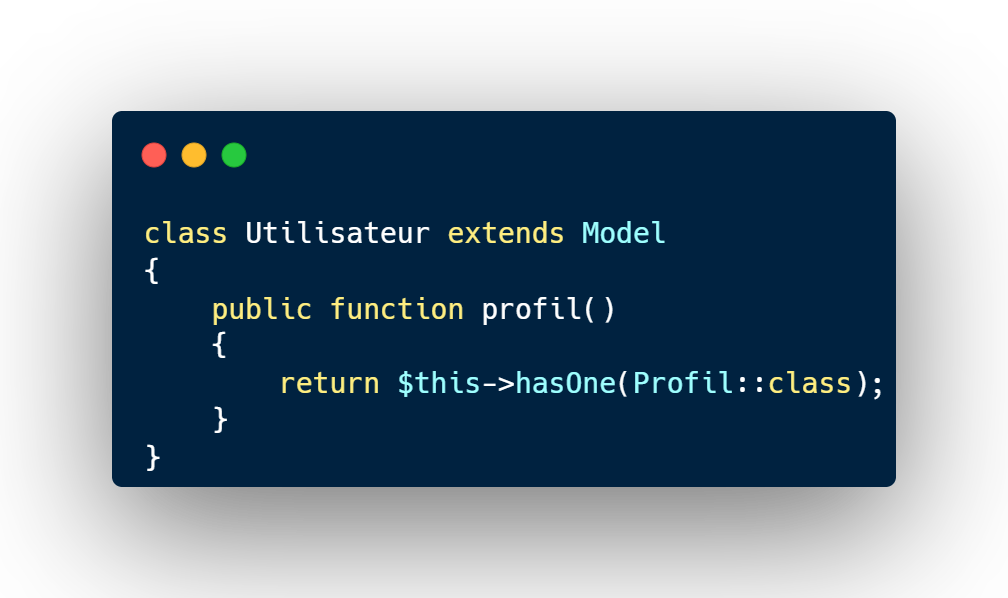 class Utilisateur extends Model
{
    public function profil()
    {
        return $this->hasOne(Profil::class);
    }
}